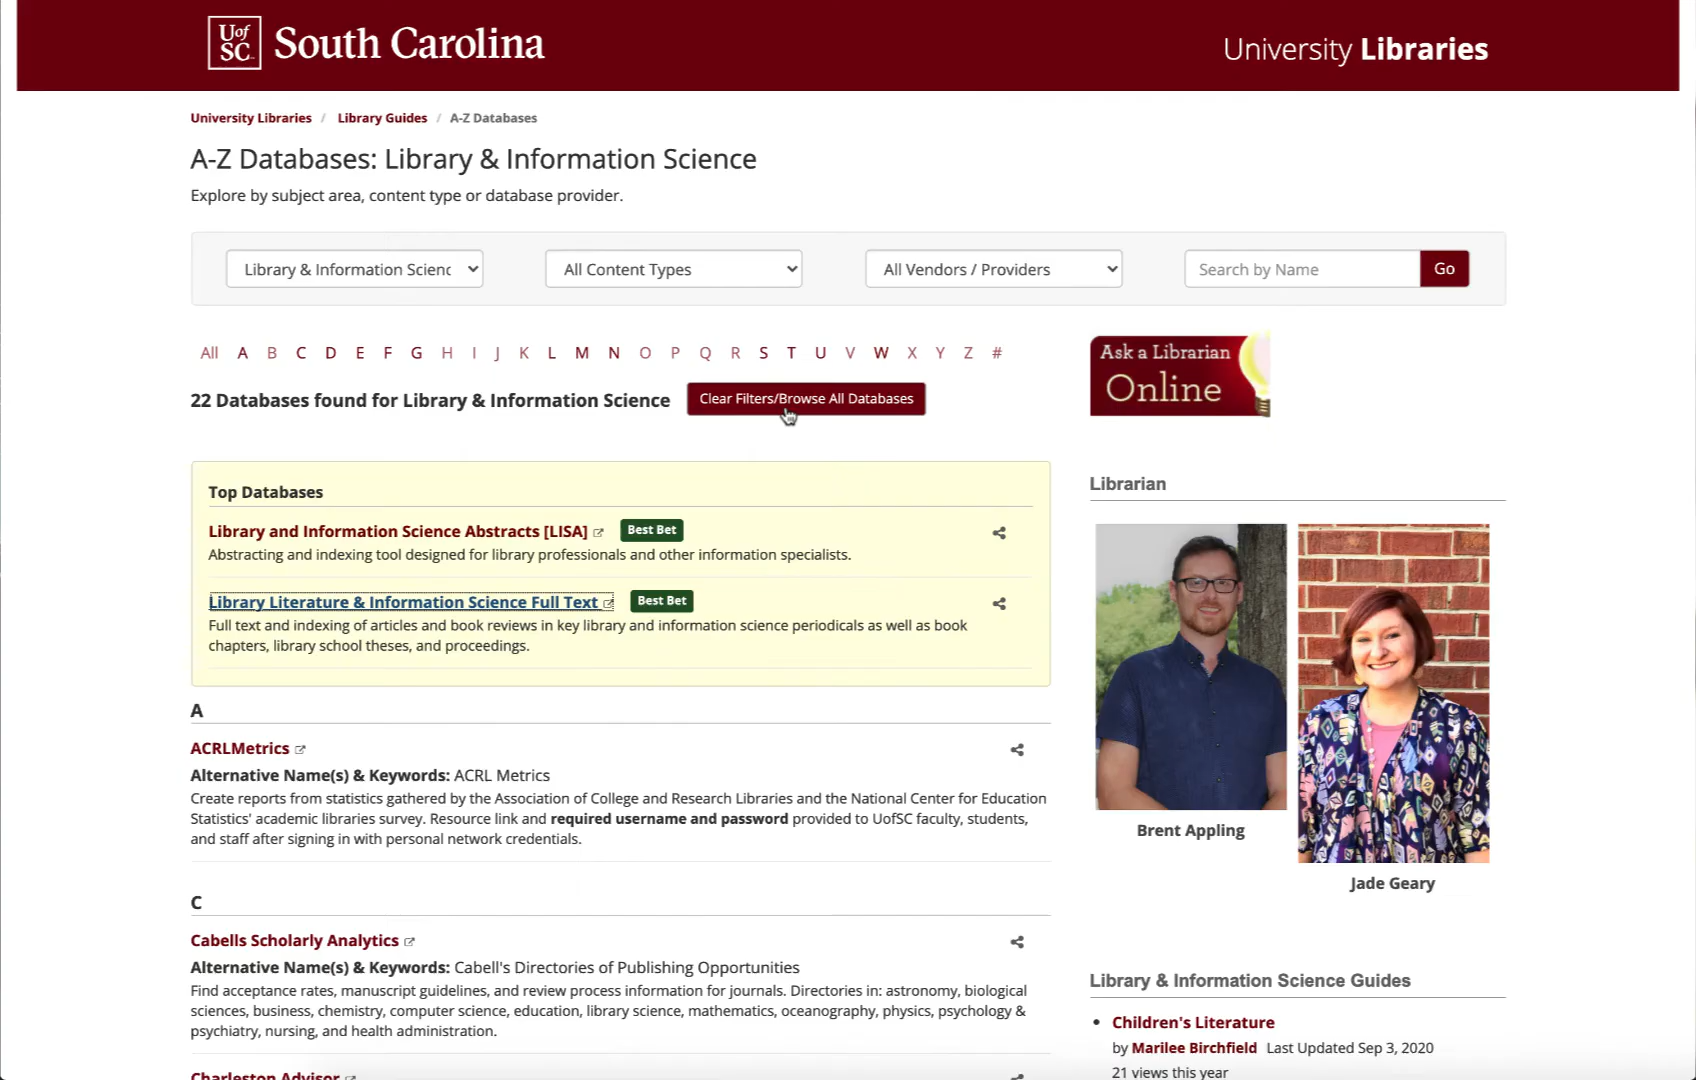 UofSC South Carolina
University Libraries
University Libraries / Library Guides / A-Z Databases
A-Z Databases: Library & Information Science
Explore by subject area, content type or database provider.
Library & Information Scienc
All Content Types
All Vendors / Providers
Search by Name
Go
All A B C D E F G H I J K L M N O P Q R S T U V W X Y Z #
22 Databases found for Library & Information Science
Clear Filters/Browse All Databases
Ask a Librarian
Online
Top Databases
Library and Information Science Abstracts [LISA] Best Bet
Abstracting and indexing tool designed for library professionals and other information specialists.
Library Literature & Information Science Full Text Best Bet
Full text and indexing of articles and book reviews in key library and information science periodicals as well as book
chapters, library school theses, and proceedings.
A
ACRLMetrics
Alternative Name(s) & Keywords: ACRL Metrics
Create reports from statistics gathered by the Association of College and Research Libraries and the National Center for Education
Statistics' academic libraries survey. Resource link and required username and password provided to UofSC faculty, students,
and staff after signing in with personal network credentials.
C
Cabells Scholarly Analytics
Alternative Name(s) & Keywords: Cabell's Directories of Publishing Opportunities
Find acceptance rates, manuscript guidelines, and review process information for journals. Directories in: astronomy, biological
sciences, business, chemistry, computer science, education, library science, mathematics, oceanography, physics, psychology &
psychiatry, nursing, and health administration.
Charleston Advisor
Librarian
Brent Appling
Jade Geary
Library & Information Science Guides
• Children's Literature
by Marilee Birchfield Last Updated Sep 3, 2020
21 views this year